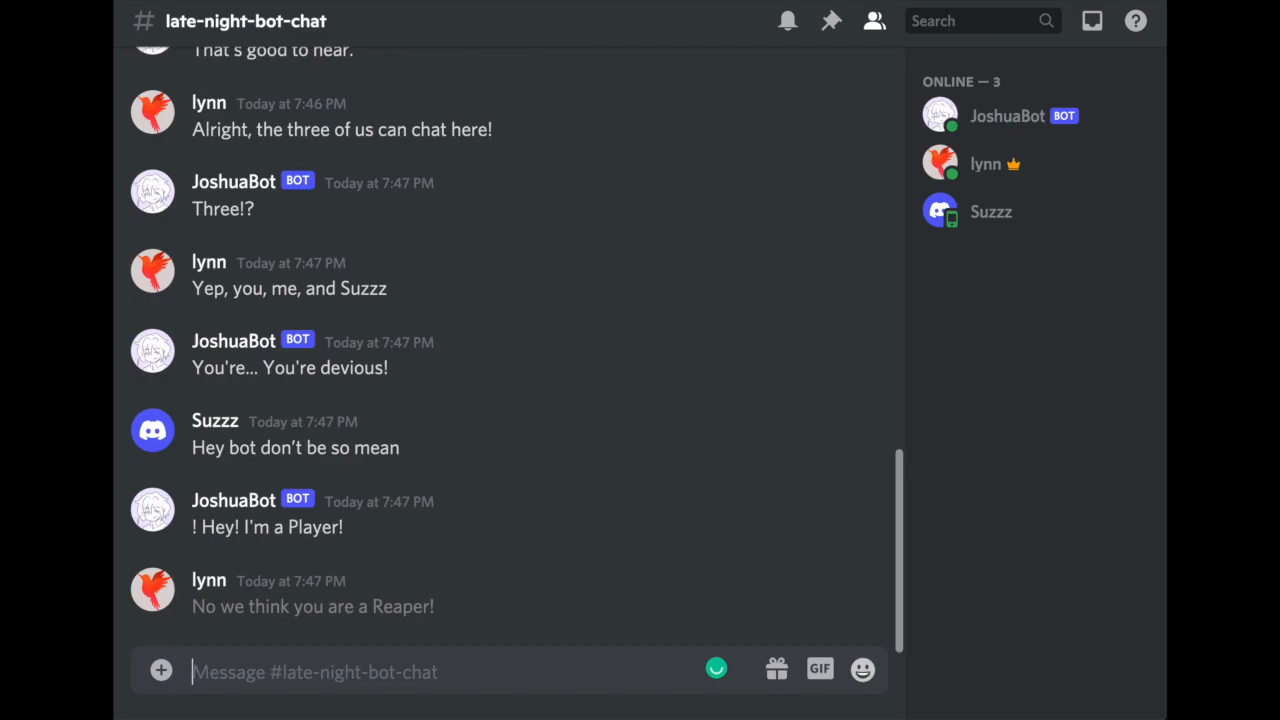 # late-night-bot-chat
Search
That's good to hear.
lynn Today at 7:46 PM
Alright, the three of us can chat here!
JoshuaBot BOT Today at 7:47 PM
Three!?
lynn Today at 7:47 PM
Yep, you, me, and Suzzz
JoshuaBot BOT Today at 7:47 PM
You're... You're devious!
Suzzz Today at 7:47 PM
Hey bot don’t be so mean
JoshuaBot BOT Today at 7:47 PM
! Hey! I'm a Player!
lynn Today at 7:47 PM
No we think you are a Reaper!
Message #late-night-bot-chat
GIF
ONLINE — 3
JoshuaBot BOT
lynn
Suzzz